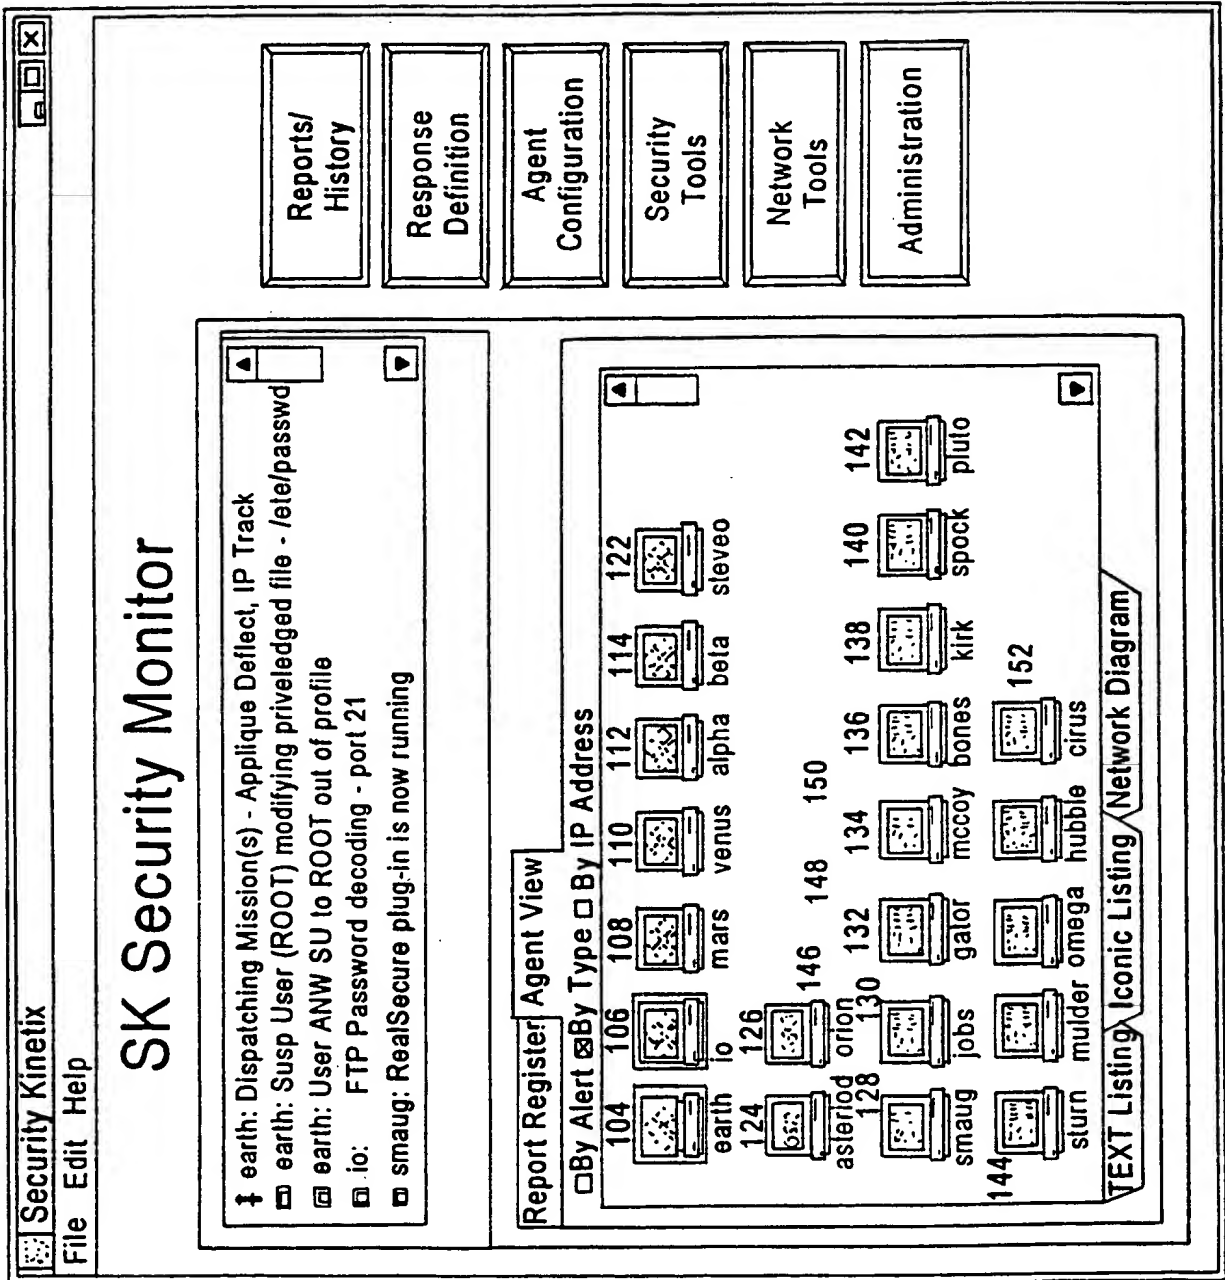 Security Kinetix
File Edit Help
SK Security Monitor
earth: Dispatching Mission(s) - Applique Deflect, IP Track
earth: Susp User (ROOT) modifying priveledged file - /ete/passwd
earth: User ANW SU to ROOT out of profile
io: FTP Password decoding - port 21
smaug: RealSecure plug-in is now running
Reports/
History
Response
Definition
Agent
Configuration
Security
Tools
Network
Tools
Administration
Report Register Agent View
By Alert By Type By IP Address
104 106 108 110 112 114 122
earth io mars venus alpha beta steveo
124 126 146 148 150
asteriod orion
128 130 132 134 136 138 140 142
smaug jobs gator mccoy bones kirk spock pluto
144 152
sturn mulder omega hubble cirus
TEXT Listing Iconic Listing Network Diagram